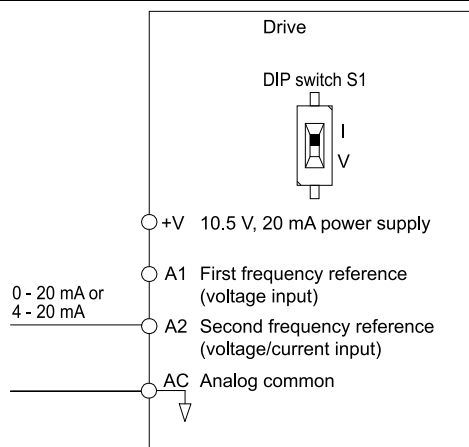 Drive
DIP switch S1
I
V
+V 10.5 V, 20 mA power supply
A1 First frequency reference
(voltage input)
0 - 20 mA or
4 - 20 mA
A2 Second frequency reference
(voltage/current input)
AC Analog common